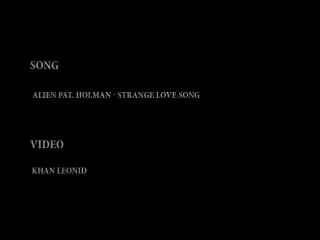 SONG
ALIEN PAT. HOLMAN - STRANGE LOVE SONG
VIDEO
KHAN LEONID